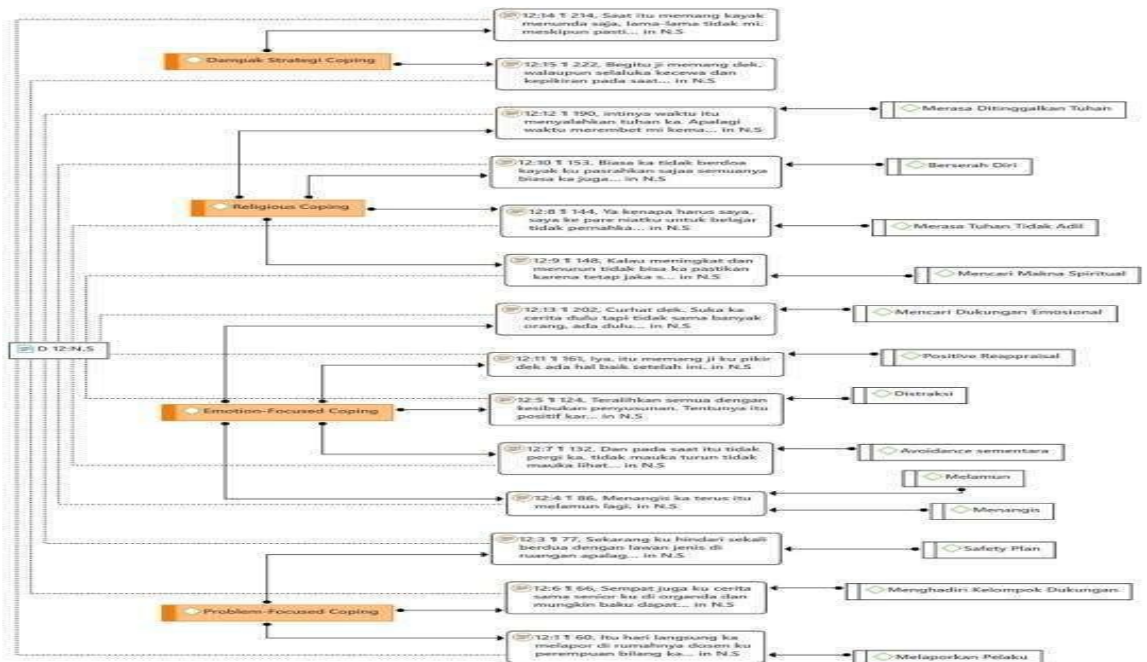 12:14 ¶ 214, Saat itu memang kayak
menunda saja, lama-lama tidak mi.
meskipun pasti... in N.S
Dampak Strategi Coping
12:15 ¶ 222, Begitu ji memang dek,
walaupun selaluka kecewa dan
kepikiran pada saat... in N.S
12:12 ¶ 190, intinya waktu itu
menyalahkan tuhan ka. Apalagi
waktu merembet mi kema... in N.S
Merasa Ditinggalkan Tuhan
12:10 ¶ 153, Biasa ka tidak berdoa
kayak ku pasrahkan sajaa semuanya
biasa ka juga... in N.S
Berserah Diri
Religious Coping
12:8 ¶ 144, Ya kenapa harus saya,
saya ke pare niatku untuk belajar
tidak pernahka... in N.S
Merasa Tuhan Tidak Adil
12:9 ¶ 148, Kalau meningkat dan
menurun tidak bisa ka pastikan
karena tetap jaka s... in N.S
Mencari Makna Spiritual
12:13 ¶ 202, Curhat dek. Suka ka
cerita dulu tapi tidak sama banyak
orang, ada dulu... in N.S
Mencari Dukungan Emosional
D 12:N.S
12:11 ¶ 161, Iya, itu memang ji ku pikir
dek ada hal baik setelah ini. in N.S
Positive Reappraisal
Emotion-Focused Coping
12:5 ¶ 124, Teralihkan semua dengan
kesibukan penyusunan. Tentunya itu
positif kar... in N.S
Distraksi
12:7 ¶ 132, Dan pada saat itu tidak
pergi ka, tidak mauka turun tidak
mauka lihat... in N.S
Avoidance sementara
Melamun
12:4 ¶ 86, Menangis ka terus itu
melamun lagi. in N.S
Menangis
12:3 ¶ 77, Sekarang ku hindari sekali
berdua dengan lawan jenis di
ruangan apalag... in N.S
Safety Plan
12:6 ¶ 66, Sempat juga ku cerita
sama senior ku di organda dan
mungkin baku dapat... in N.S
Menghadiri Kelompok Dukungan
Problem-Focused Coping
12:1 ¶ 60, Itu hari langsung ka
melapor di rumahnya dosen ku
perempuan bilang ka... in N.S
Melaporkan Pelaku